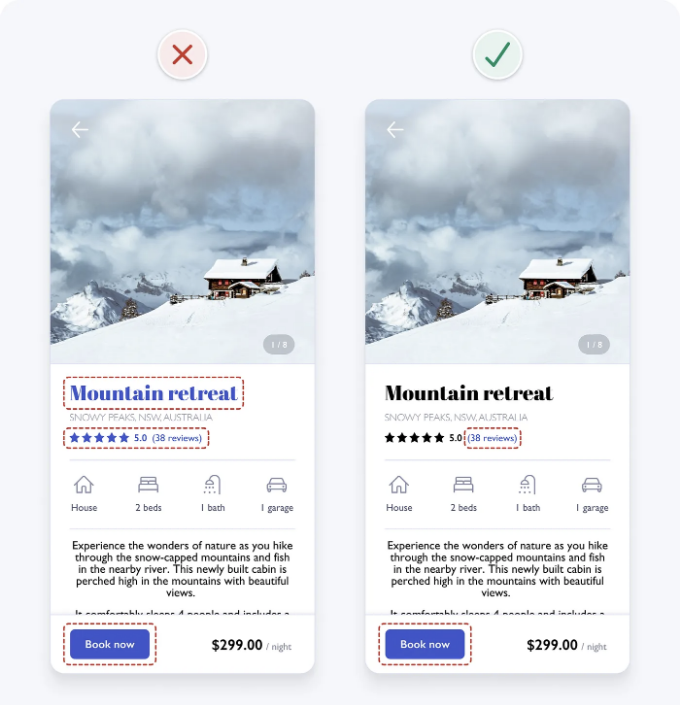 1 / 8
Mountain retreat
SNOWY PEAKS, NSW, AUSTRALIA
5.0 (38 reviews)
House
2 beds
1 bath
1 garage
Experience the wonders of nature as you hike
through the snow-capped mountains and fish
in the nearby river. This newly built cabin is
perched high in the mountains with beautiful
views.
It comfortably sleeps 4 people and includes a
Book now
$299.00 / night
1 / 8
Mountain retreat
SNOWY PEAKS, NSW, AUSTRALIA
5.0 (38 reviews)
House
2 beds
1 bath
1 garage
Experience the wonders of nature as you hike
through the snow-capped mountains and fish
in the nearby river. This newly built cabin is
perched high in the mountains with beautiful
views.
It comfortably sleeps 4 people and includes a
Book now
$299.00 / night